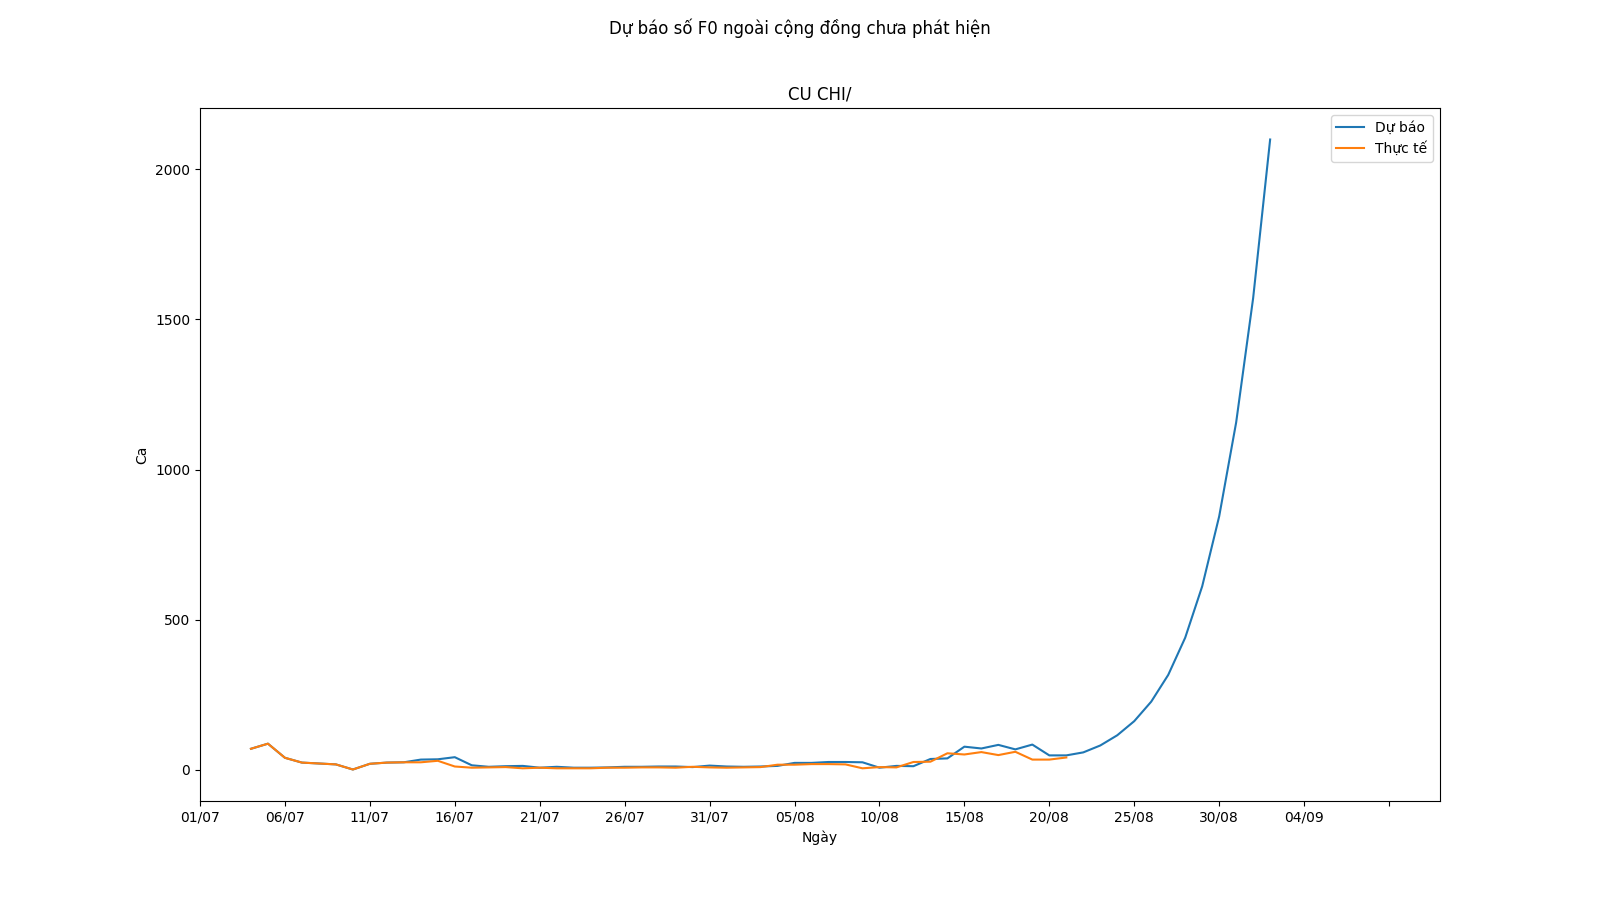 Dự báo số F0 ngoài cộng đồng chưa phát hiện
CU CHI/
Dự báo
Thực tế
2000
1500
1000
500
0
Ca
01/07 06/07 11/07 16/07 21/07 26/07 31/07 05/08 10/08 15/08 20/08 25/08 30/08 04/09
Ngày